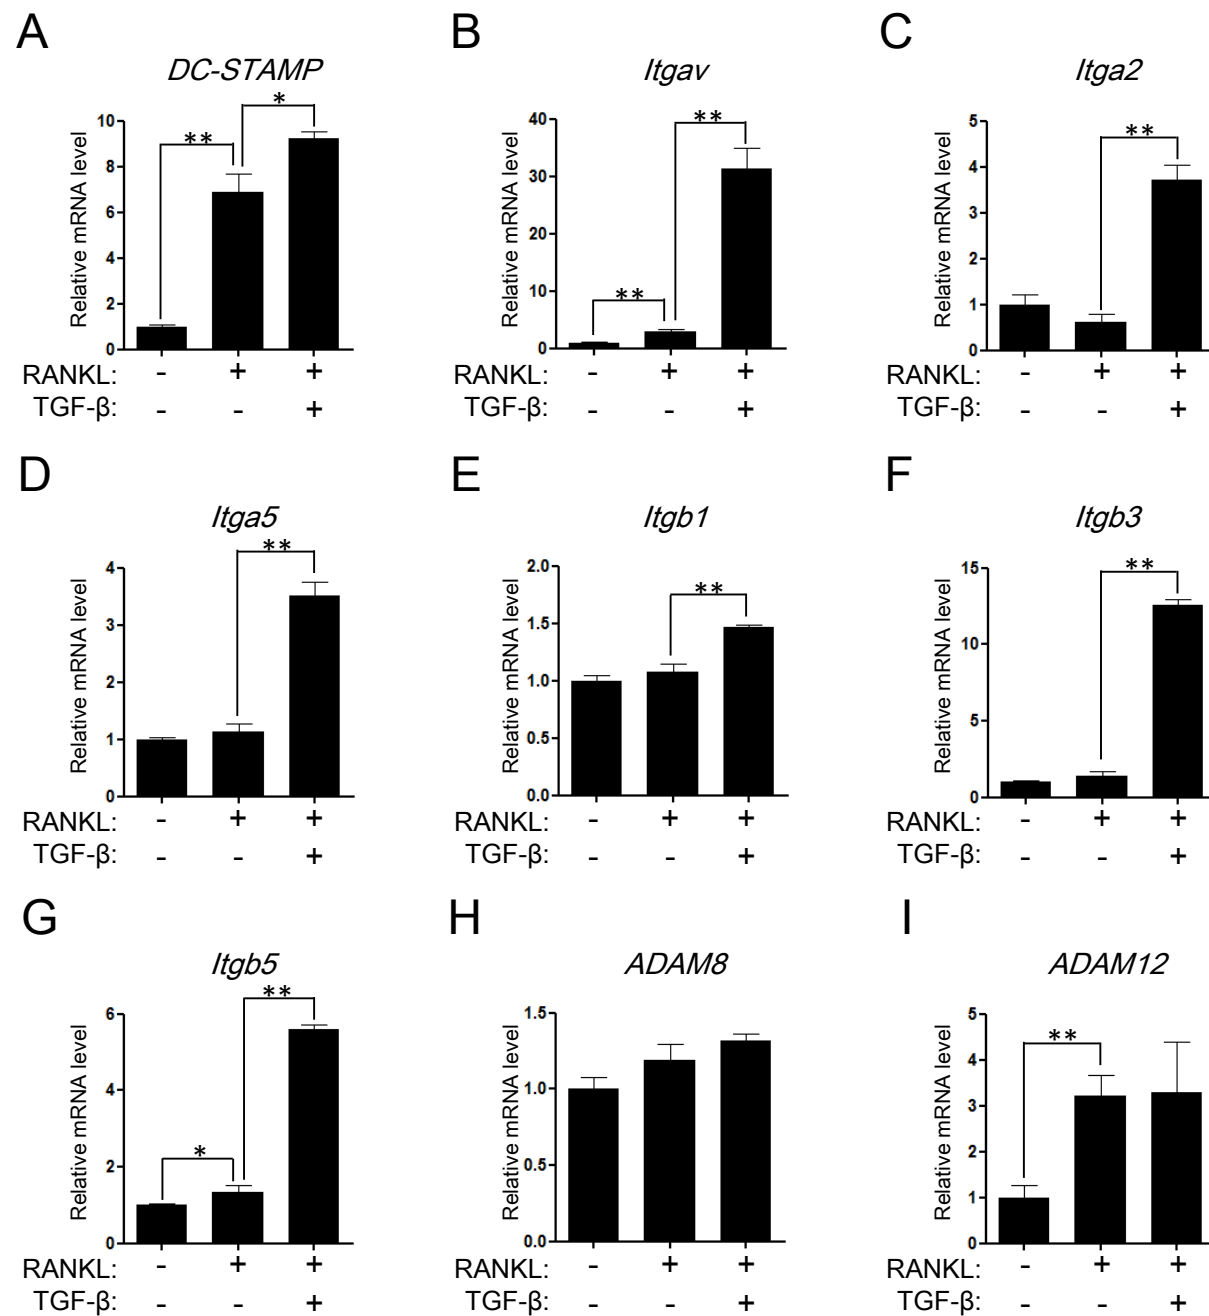 A
DC-STAMP
Relative mRNA level
10
8
6
4
2
0
**
*
RANKL: - + +
TGF-β: - - +
B
Itgav
Relative mRNA level
40
30
20
10
0
**
**
RANKL: - + +
TGF-β: - - +
C
Itga2
Relative mRNA level
5
4
3
2
1
0
**
RANKL: - + +
TGF-β: - - +
D
Itga5
Relative mRNA level
4
3
2
1
0
**
RANKL: - + +
TGF-β: - - +
E
Itgb1
Relative mRNA level
2.0
1.5
1.0
0.5
0.0
**
RANKL: - + +
TGF-β: - - +
F
Itgb3
Relative mRNA level
15
10
5
0
**
RANKL: - + +
TGF-β: - - +
G
Itgb5
Relative mRNA level
6
4
2
0
*
**
RANKL: - + +
TGF-β: - - +
H
ADAM8
Relative mRNA level
1.5
1.0
0.5
0.0
RANKL: - + +
TGF-β: - - +
I
ADAM12
Relative mRNA level
5
4
3
2
1
0
**
RANKL: - + +
TGF-β: - - +